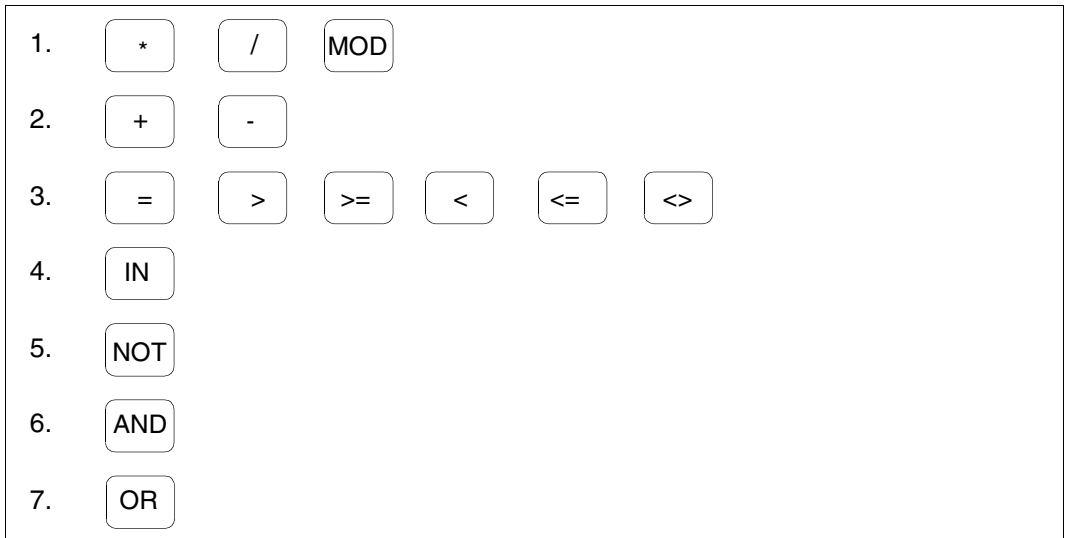 1. * / MOD
2. + -
3. = > >= < <= <>
4. IN
5. NOT
6. AND
7. OR